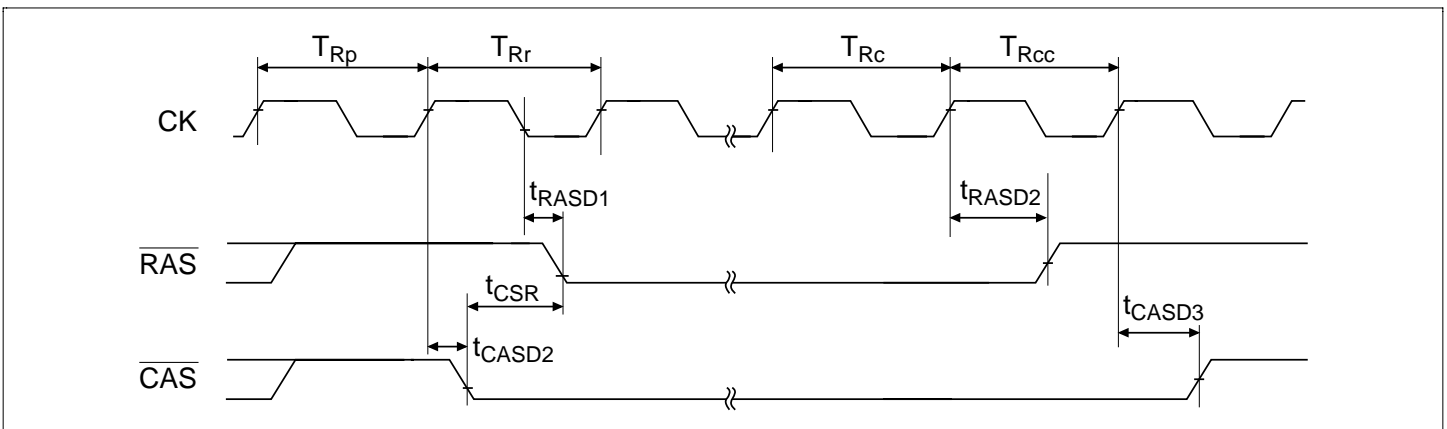 TRp TRr TRc TRcc
CK
tRASD1 tRASD2
RAS
tCSR
tCASD3
tCASD2
CAS